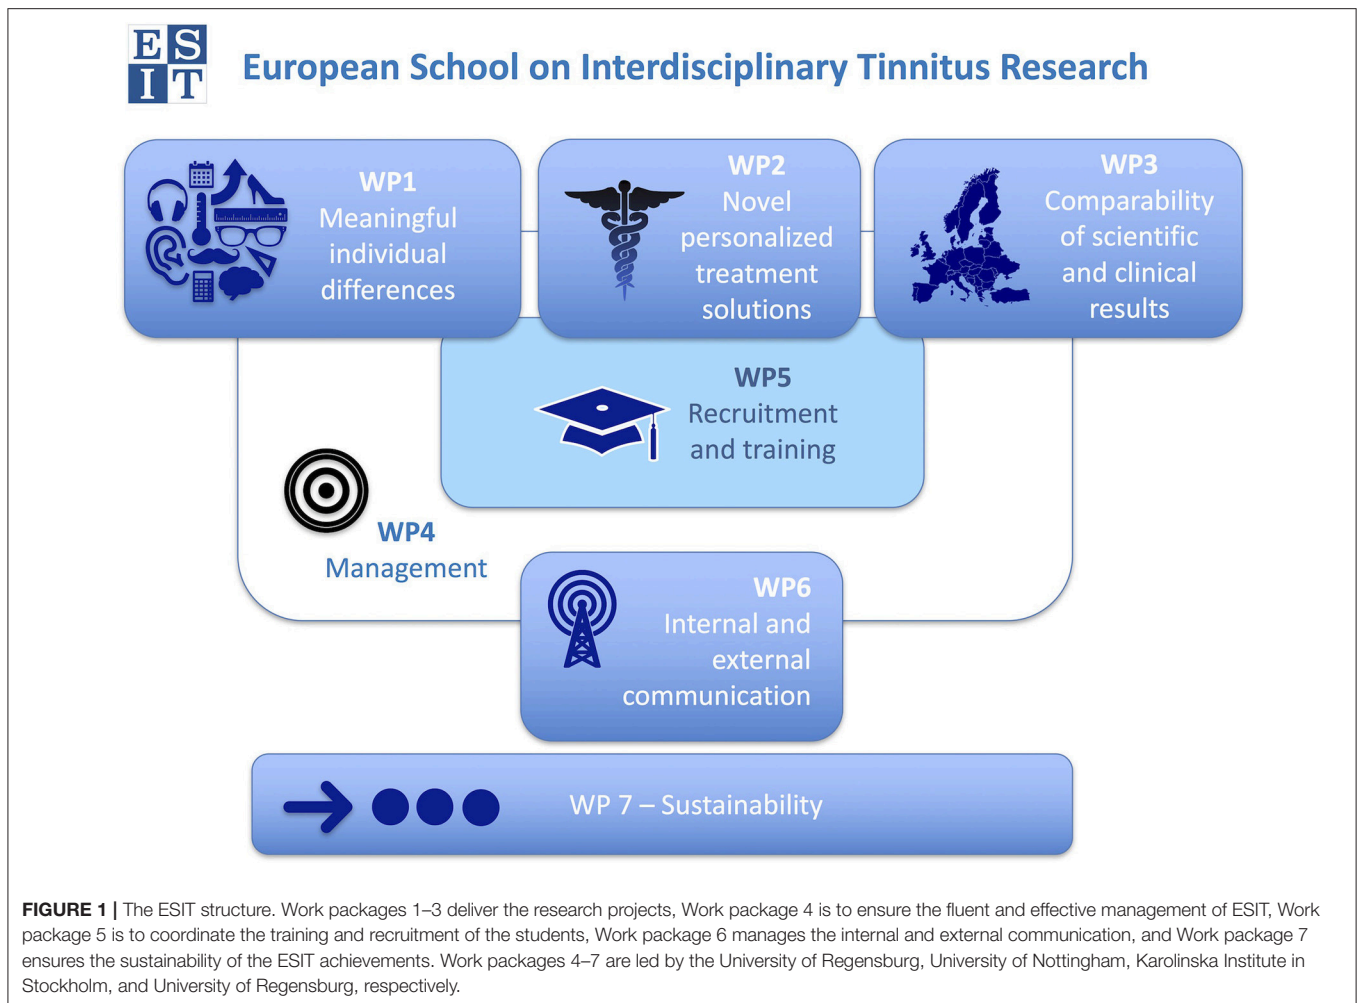 ES
IT
European School on Interdisciplinary Tinnitus Research
WP1
Meaningful
individual
differences
WP2
Novel
personalized
treatment
solutions
WP3
Comparability
of scientific
and clinical
results
WP5
Recruitment
and training
WP4
Management
WP6
Internal and
external
communication
WP 7 – Sustainability
FIGURE 1 | The ESIT structure. Work packages 1–3 deliver the research projects, Work package 4 is to ensure the fluent and effective management of ESIT, Work
package 5 is to coordinate the training and recruitment of the students, Work package 6 manages the internal and external communication, and Work package 7
ensures the sustainability of the ESIT achievements. Work packages 4–7 are led by the University of Regensburg, University of Nottingham, Karolinska Institute in
Stockholm, and University of Regensburg, respectively.